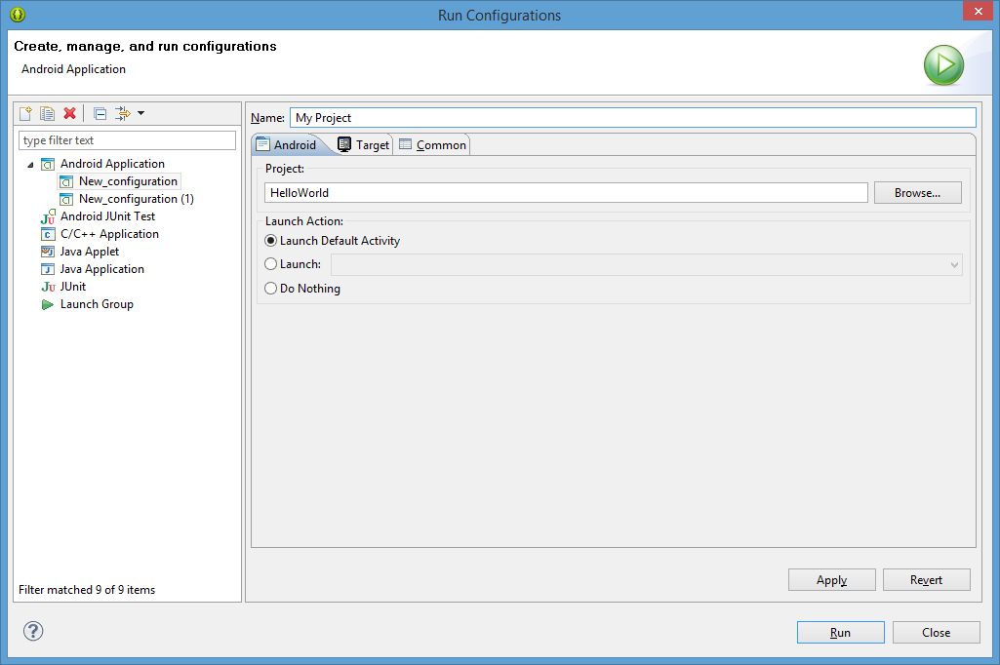 Run Configurations
Create, manage, and run configurations
Android Application
type filter text
Android Application
New_configuration
New_configuration (1)
Android JUnit Test
C/C++ Application
Java Applet
Java Application
JUnit
Launch Group
Filter matched 9 of 9 items
Name: My Project
Android Target Common
Project:
HelloWorld Browse...
Launch Action:
Launch Default Activity
Launch:
Do Nothing
Apply Revert
Run Close